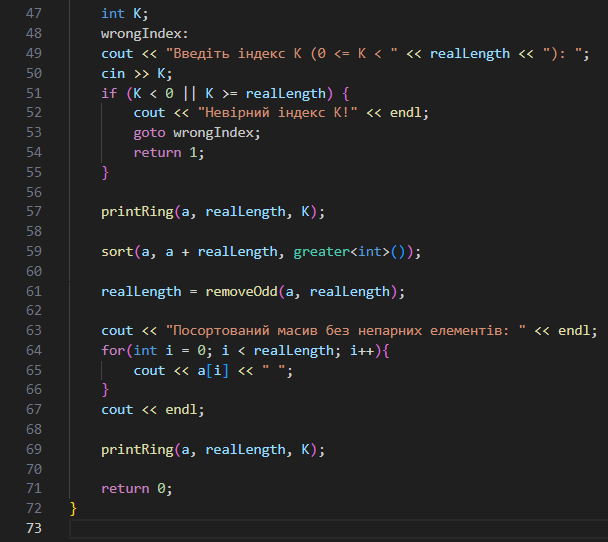 47 int K;
48 wrongIndex:
49 cout << "Введіть індекс K (0 <= K < " << realLength << "): ";
50 cin >> K;
51 if (K < 0 || K >= realLength) {
52 cout << "Невірний індекс K!" << endl;
53 goto wrongIndex;
54 return 1;
55 }
56
57 printRing(a, realLength, K);
58
59 sort(a, a + realLength, greater<int>());
60
61 realLength = removeOdd(a, realLength);
62
63 cout << "Посортований масив без непарних елементів: " << endl;
64 for(int i = 0; i < realLength; i++){
65 cout << a[i] << " ";
66 }
67 cout << endl;
68
69 printRing(a, realLength, K);
70
71 return 0;
72 }
73